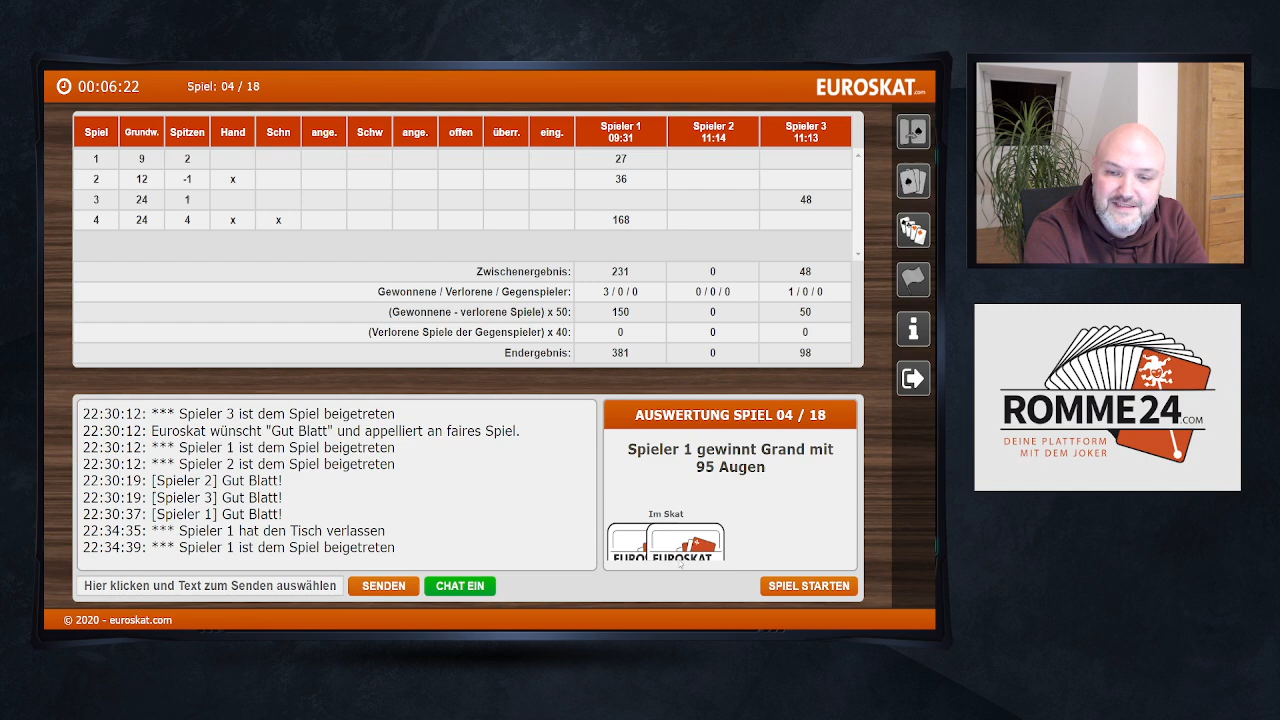 00:06:22 Spiel: 04 / 18 EUROSKAT.com
Spiel Grundw. Spitzen Hand Schn ange. Schw ange. offen überr. eing. Spieler 1 Spieler 2 Spieler 3
09:31 11:14 11:13
1 9 2 27
2 12 -1 x 36
3 24 1 48
4 24 4 x x 168
Zwischenergebnis: 231 0 48
Gewonnene / Verlorene / Gegenspieler: 3 / 0 / 0 0 / 0 / 0 1 / 0 / 0
(Gewonnene - verlorene Spiele) x 50: 150 0 50
(Verlorene Spiele der Gegenspieler) x 40: 0 0 0
Endergebnis: 381 0 98
22:30:12: *** Spieler 3 ist dem Spiel beigetreten
22:30:12: Euroskat wünscht "Gut Blatt" und appelliert an faires Spiel.
22:30:12: *** Spieler 1 ist dem Spiel beigetreten
22:30:12: *** Spieler 2 ist dem Spiel beigetreten
22:30:19: [Spieler 2] Gut Blatt!
22:30:19: [Spieler 3] Gut Blatt!
22:30:37: [Spieler 1] Gut Blatt!
22:34:35: *** Spieler 1 hat den Tisch verlassen
22:34:39: *** Spieler 1 ist dem Spiel beigetreten
Hier klicken und Text zum Senden auswählen SENDEN CHAT EIN
AUSWERTUNG SPIEL 04 / 18
Spieler 1 gewinnt Grand mit
95 Augen
Im Skat
EUROS EUROSKAT
SPIEL STARTEN
© 2020 - euroskat.com
ROMME24.COM
DEINE PLATTFORM
MIT DEM JOKER